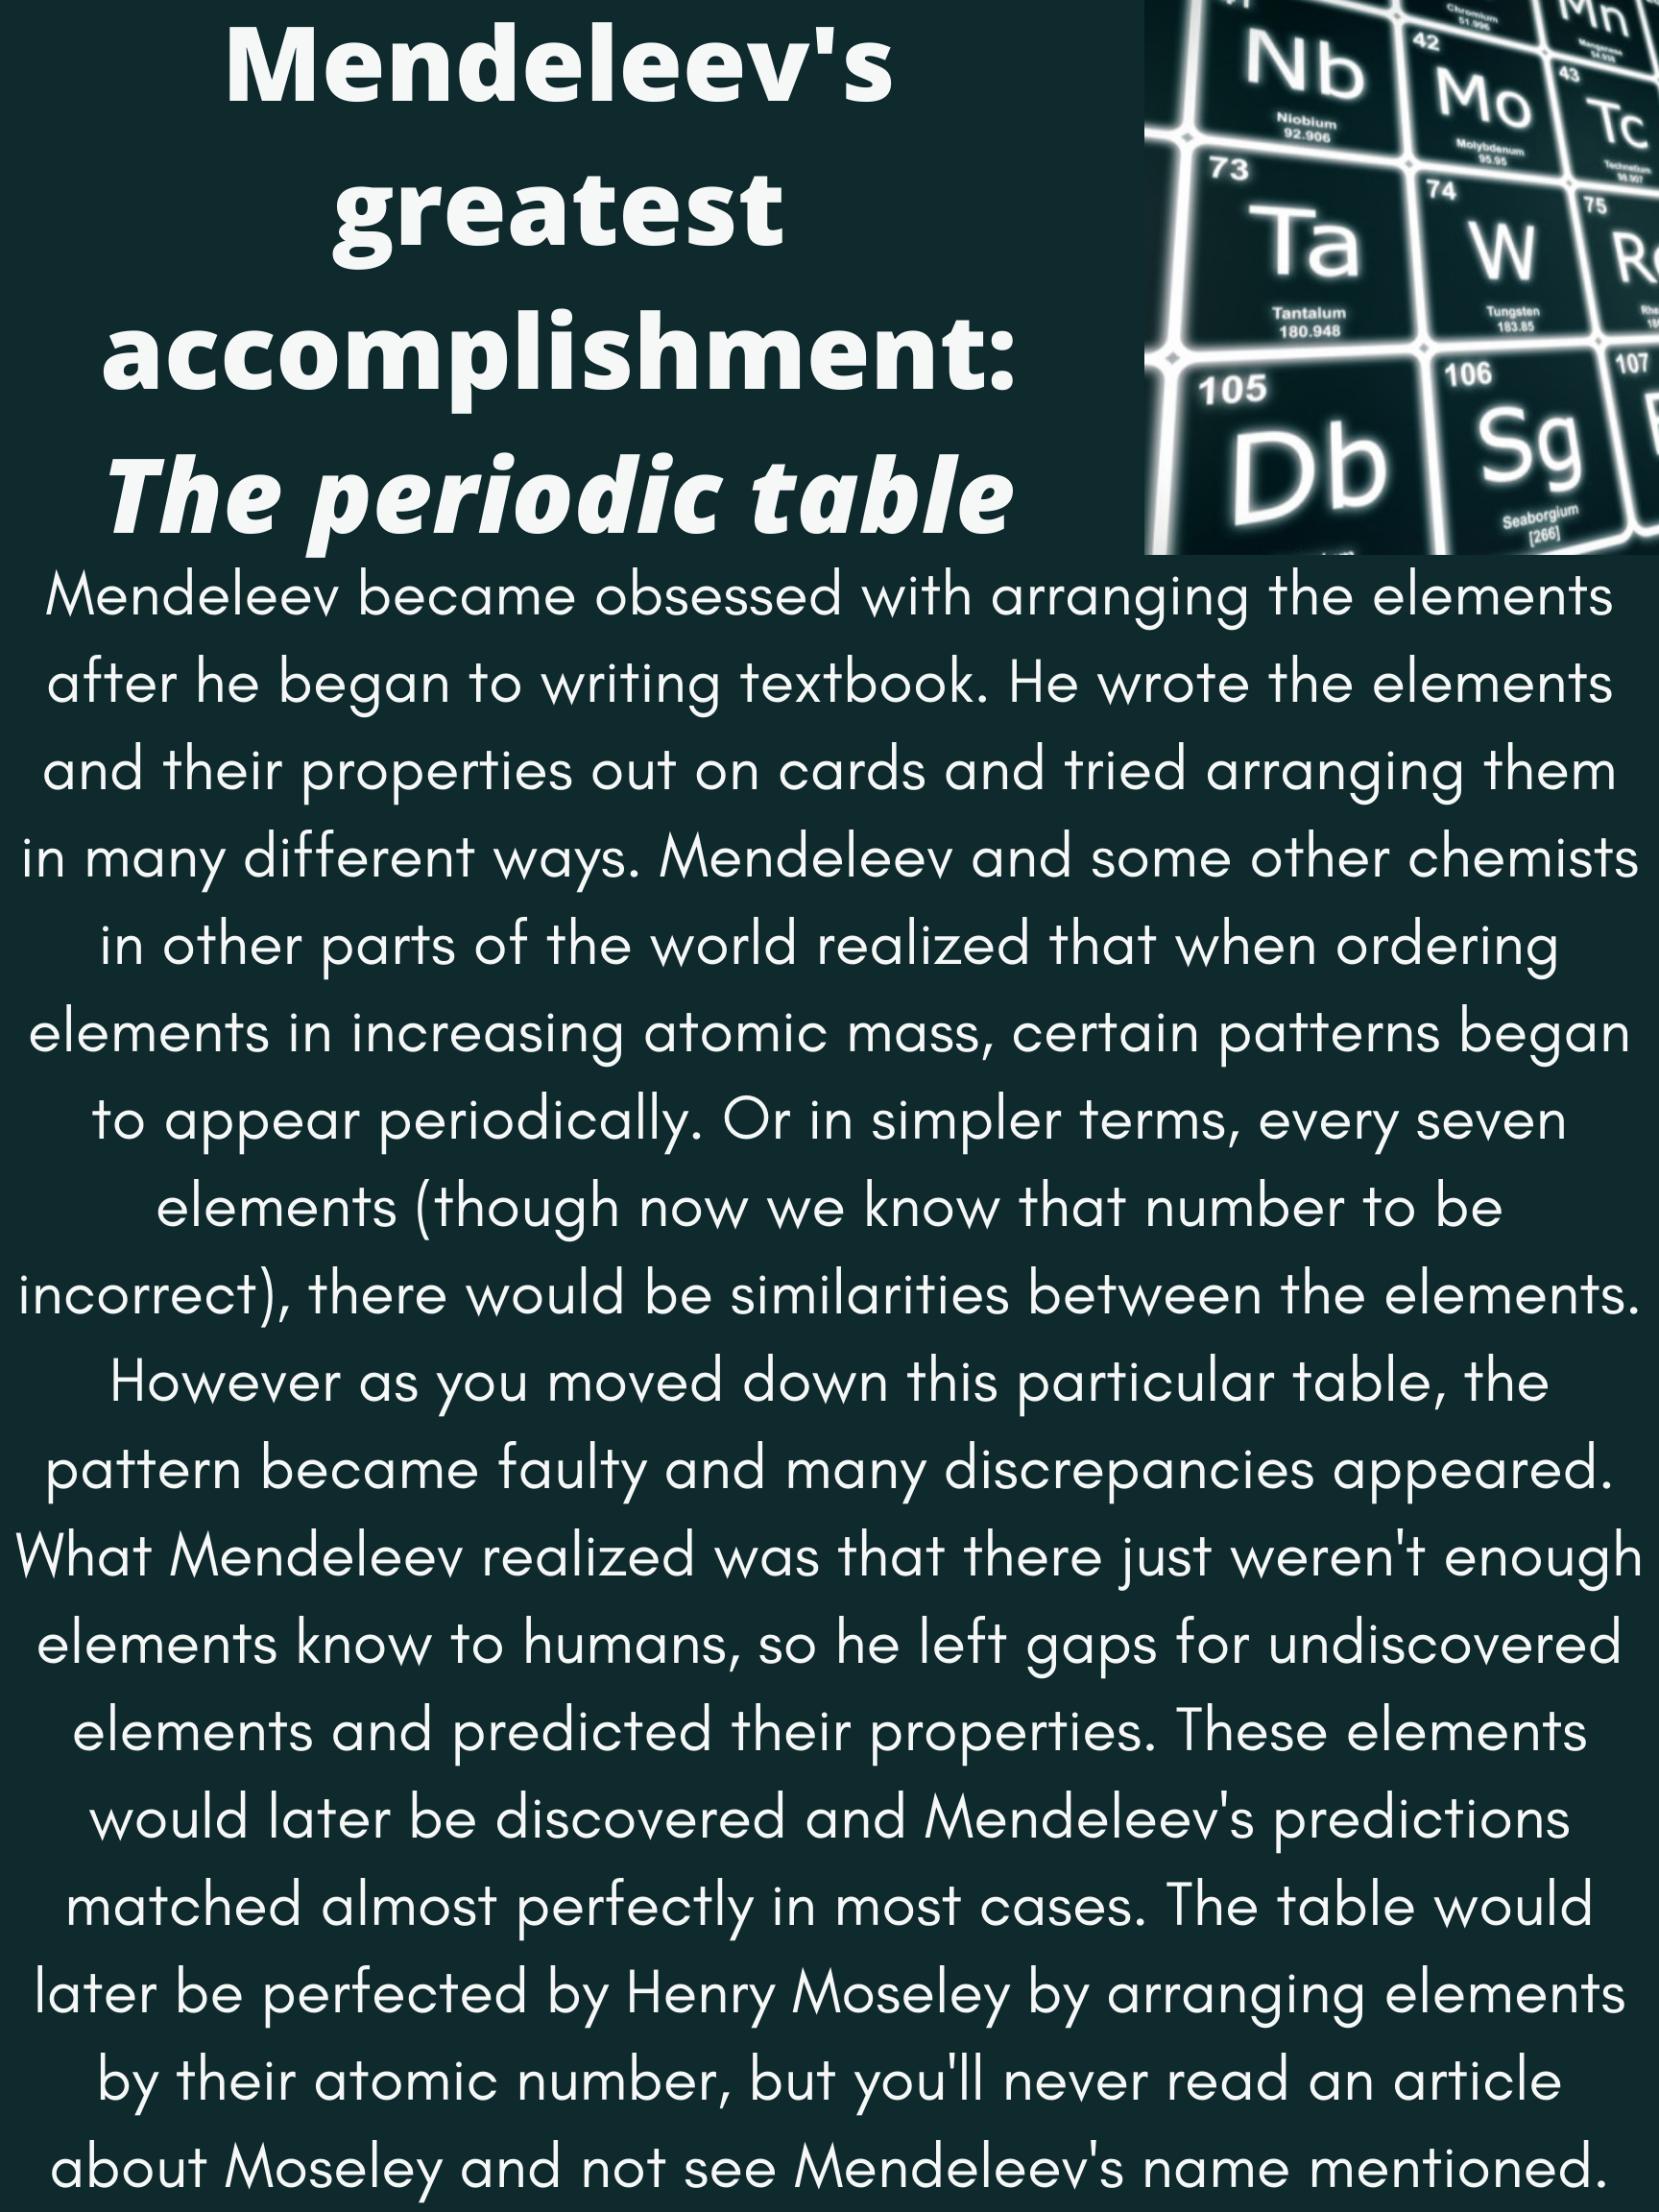 Mendeleev's
greatest
accomplishment:
The periodic table
Chromium
51.996
Mn
Manganese
54.938
Nb
Niobium
92.906
42
Mo
Molybdenum
95.95
43
Tc
Technetium
98.907
73
Ta
Tantalum
180.948
74
W
Tungsten
183.85
75
105
Db
106
Sg
Seaborgium
[266]
107
Mendeleev became obsessed with arranging the elements
after he began to writing textbook. He wrote the elements
and their properties out on cards and tried arranging them
in many different ways. Mendeleev and some other chemists
in other parts of the world realized that when ordering
elements in increasing atomic mass, certain patterns began
to appear periodically. Or in simpler terms, every seven
elements (though now we know that number to be
incorrect), there would be similarities between the elements.
However as you moved down this particular table, the
pattern became faulty and many discrepancies appeared.
What Mendeleev realized was that there just weren't enough
elements know to humans, so he left gaps for undiscovered
elements and predicted their properties. These elements
would later be discovered and Mendeleev's predictions
matched almost perfectly in most cases. The table would
later be perfected by Henry Moseley by arranging elements
by their atomic number, but you'll never read an article
about Moseley and not see Mendeleev's name mentioned.